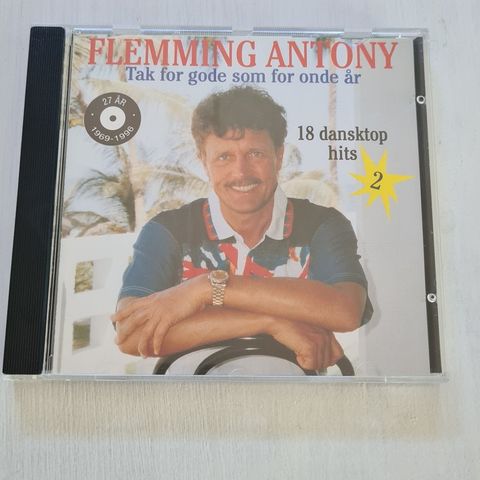 FLEMMING ANTONY
Tak for gode som for onde år
27 ÅR
1969-1996
18 dansktop
hits
2